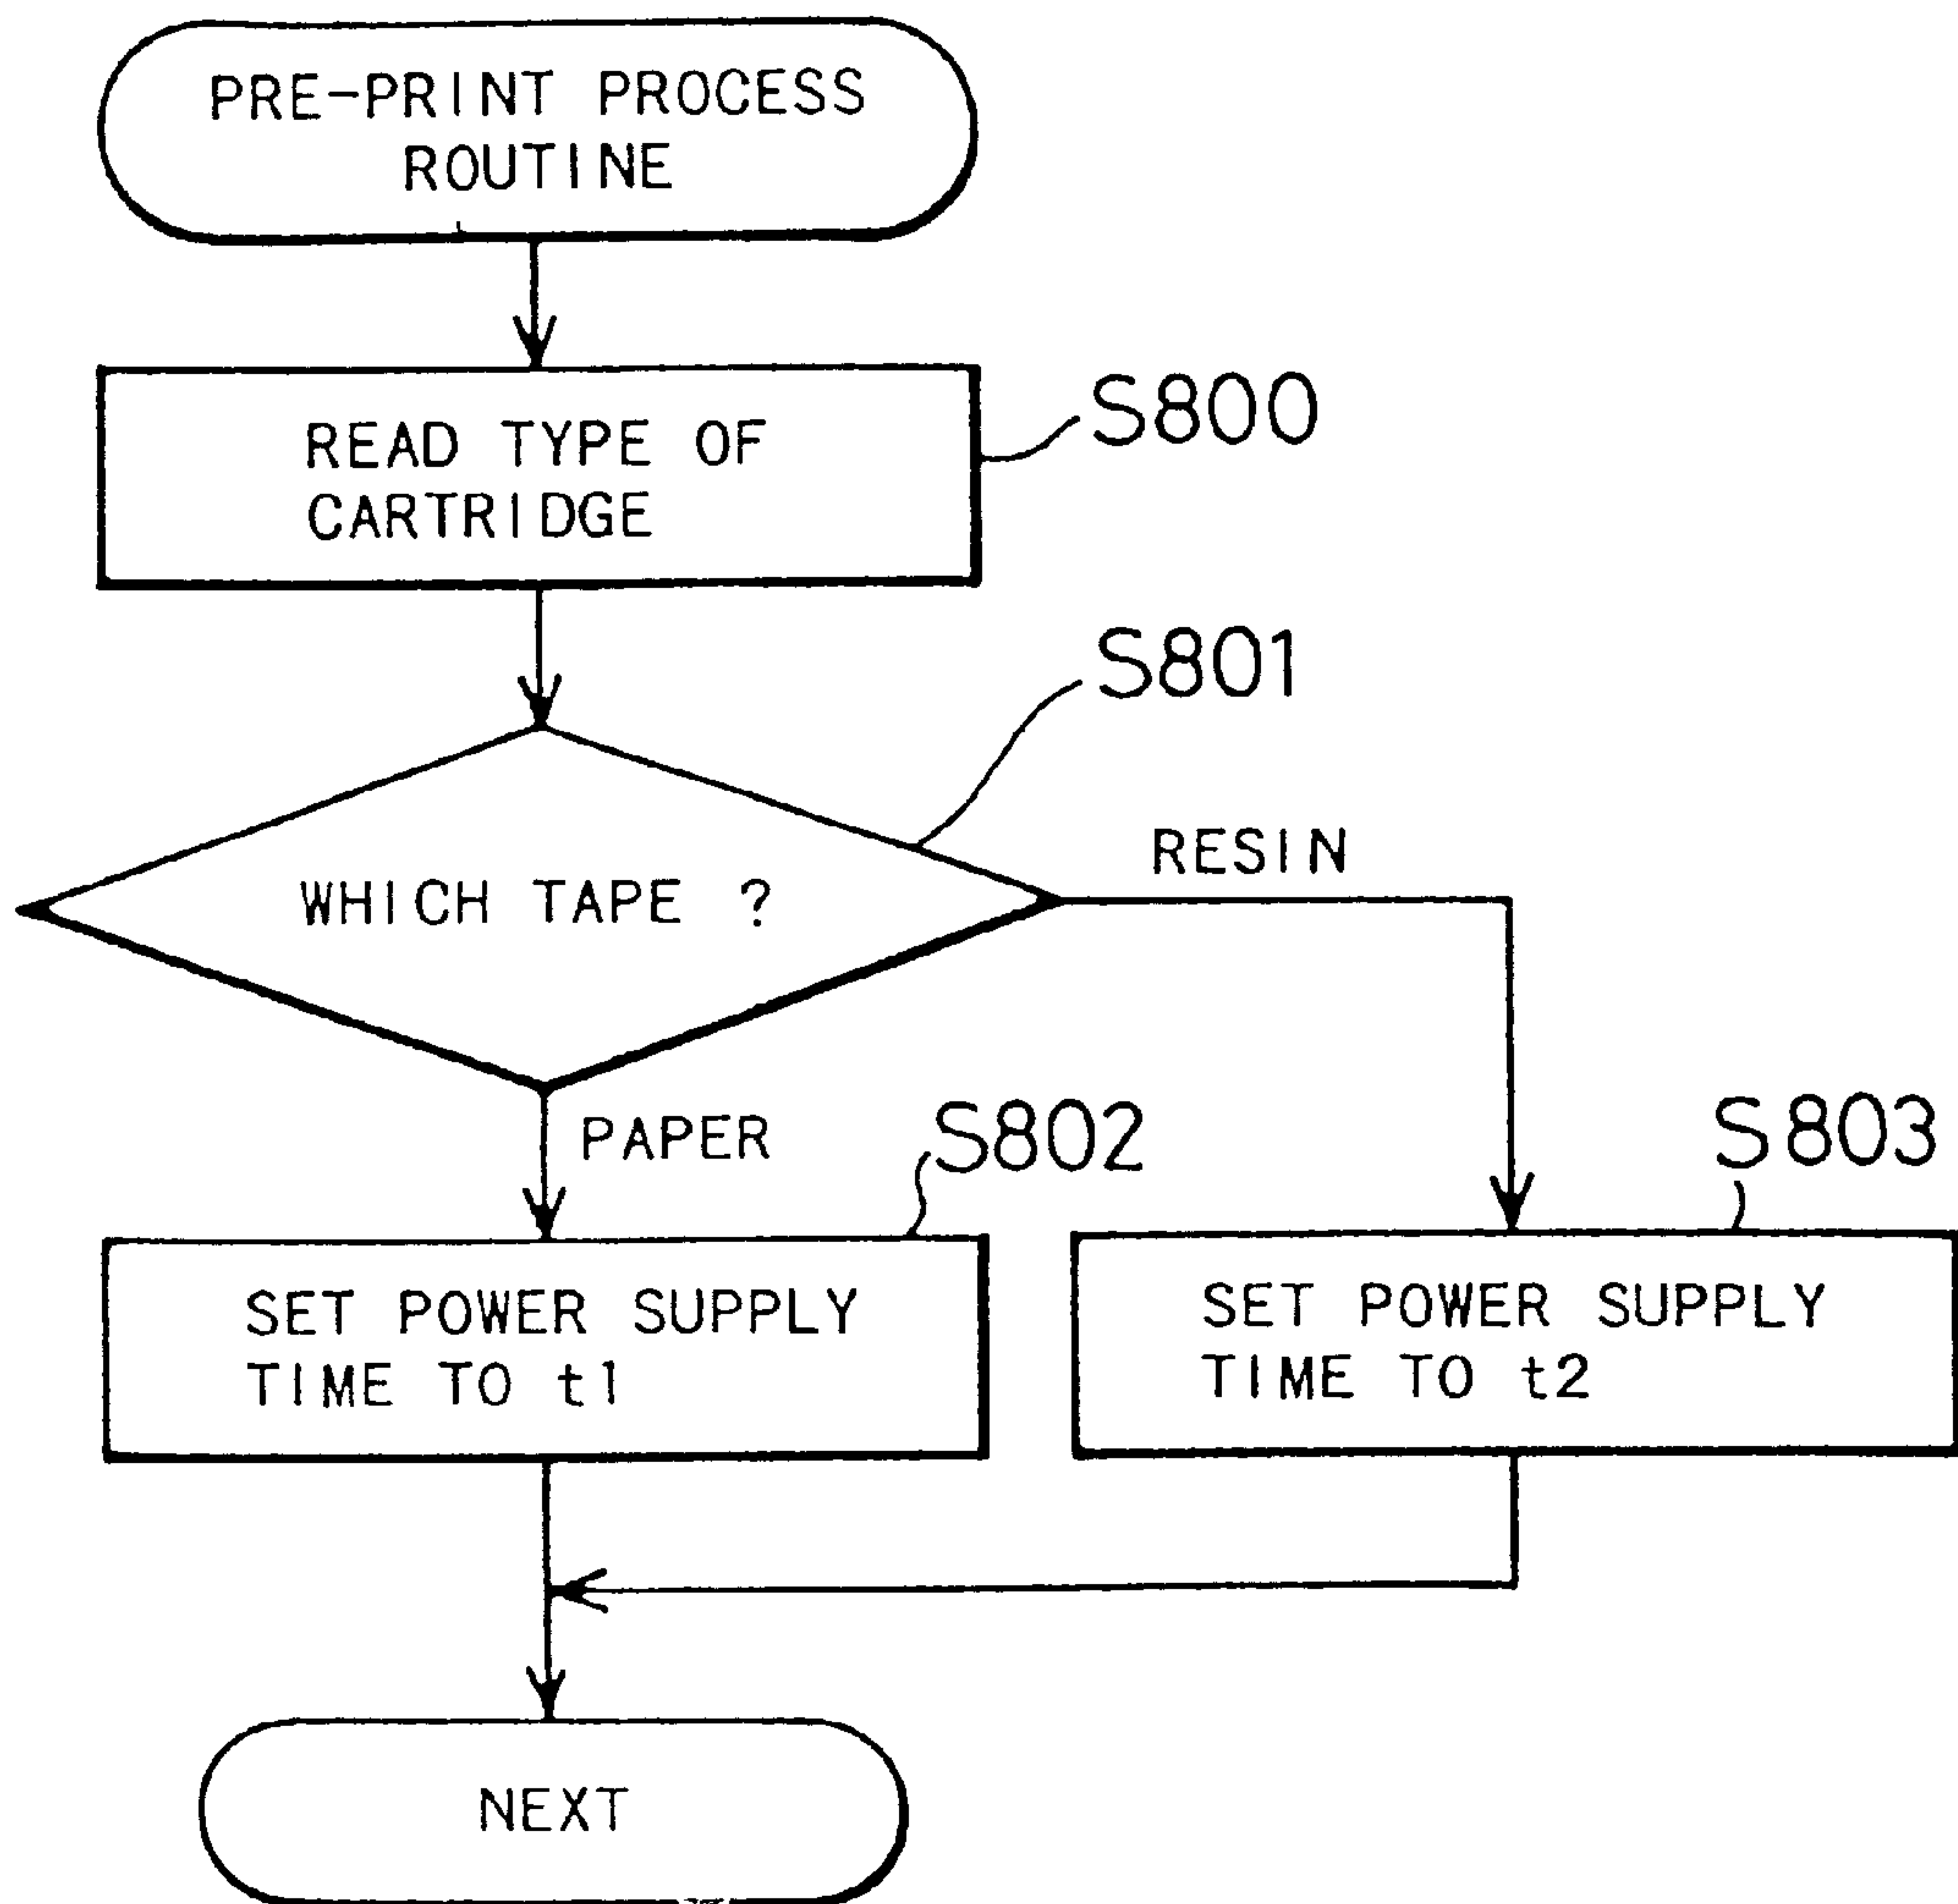 PRE-PRINT PROCESS
ROUTINE
READ TYPE OF
CARTRIDGE
S800
S801
WHICH TAPE ?
RESIN
PAPER
S802
S803
SET POWER SUPPLY
TIME TO t1
SET POWER SUPPLY
TIME TO t2
NEXT